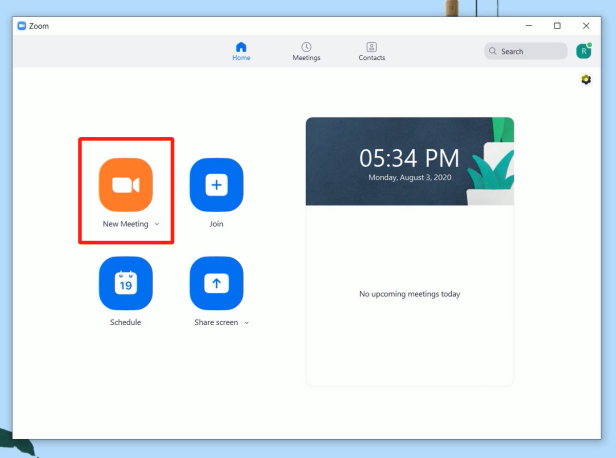 Zoom
Home
Meetings
Contacts
Search
R
05:34 PM
Monday, August 3, 2020
New Meeting
Join
19
Schedule
Share screen
No upcoming meetings today